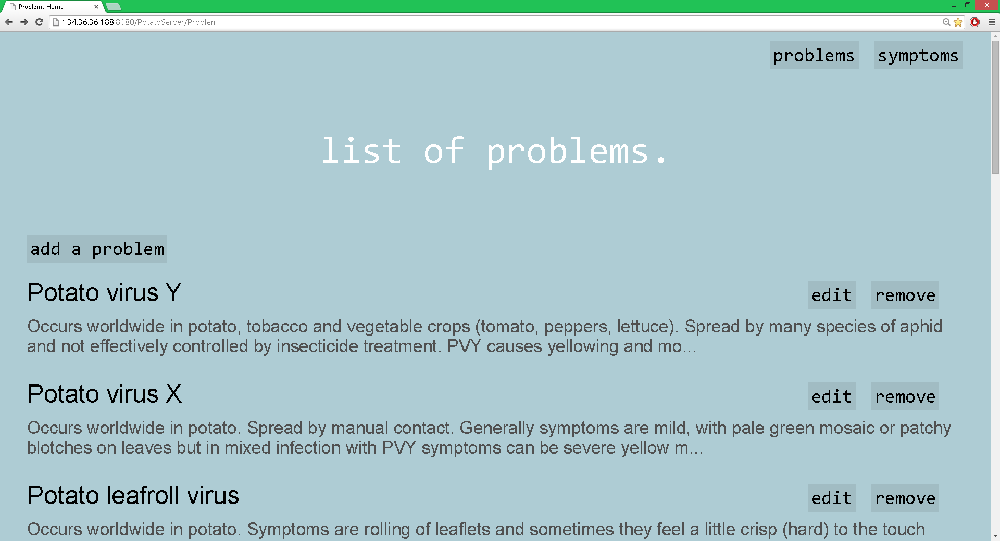 Problems Home
134.36.36.188:8080/PotatoServer/Problem
problems symptoms
list of problems.
add a problem
Potato virus Y edit remove
Occurs worldwide in potato, tobacco and vegetable crops (tomato, peppers, lettuce). Spread by many species of aphid
and not effectively controlled by insecticide treatment. PVY causes yellowing and mo...
Potato virus X edit remove
Occurs worldwide in potato. Spread by manual contact. Generally symptoms are mild, with pale green mosaic or patchy
blotches on leaves but in mixed infection with PVY symptoms can be severe yellow m...
Potato leafroll virus edit remove
Occurs worldwide in potato. Symptoms are rolling of leaflets and sometimes they feel a little crisp (hard) to the touch